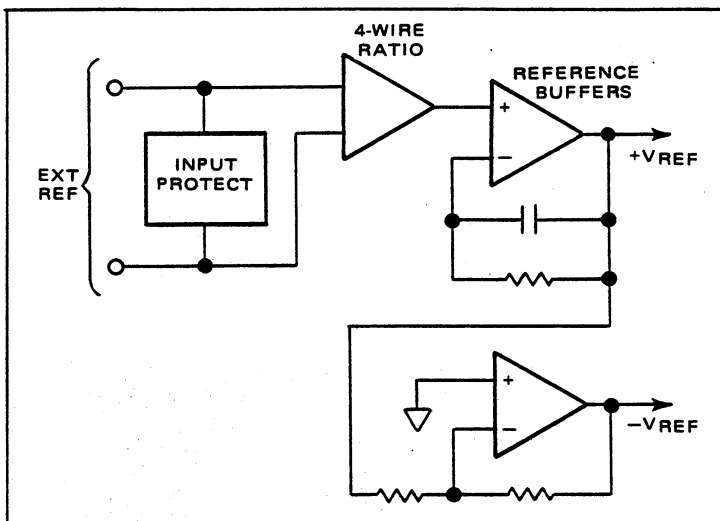 4-WIRE
RATIO
REFERENCE
BUFFERS
+
−
+VREF
EXT
REF
INPUT
PROTECT
+
−
−VREF